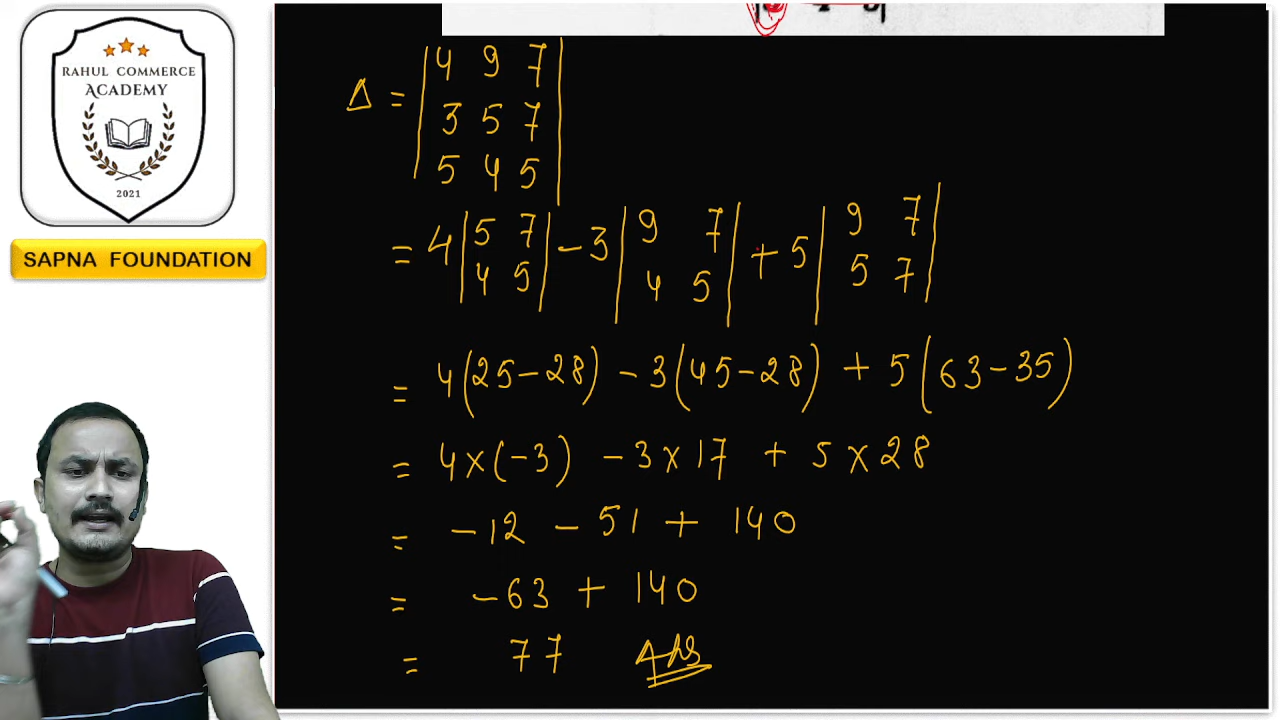 RAHUL COMMERCE
ACADEMY
2021
SAPNA FOUNDATION
Δ = | 4 9 7 |
| 3 5 7 |
| 5 4 5 |
= 4 | 5 7 | - 3 | 9 7 | + 5 | 9 7 |
| 4 5 | | 4 5 | | 5 7 |
= 4(25-28) - 3(45-28) + 5(63-35)
= 4×(-3) - 3×17 + 5×28
= -12 - 51 + 140
= -63 + 140
= 77 Ans